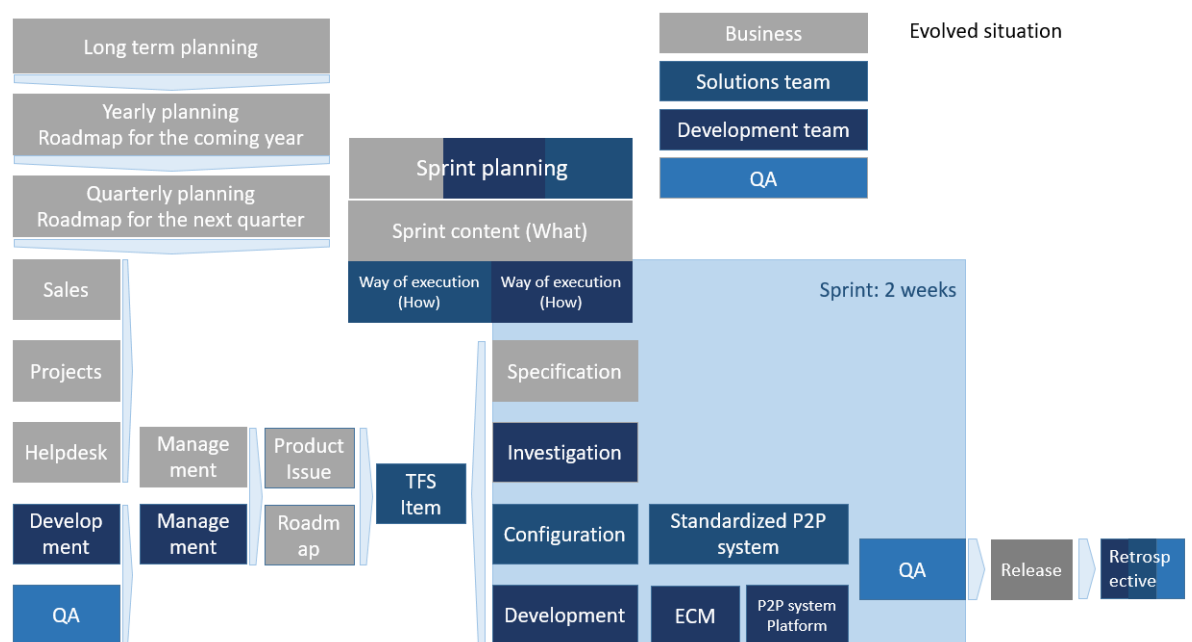 Long term planning
Yearly planning
Roadmap for the coming year
Quarterly planning
Roadmap for the next quarter
Business
Solutions team
Development team
QA
Evolved situation
Sprint planning
Sprint content (What)
Way of execution
(How)
Way of execution
(How)
Sprint: 2 weeks
Sales
Projects
Helpdesk
Develop
ment
QA
Manage
ment
Manage
ment
Product
Issue
Roadm
ap
TFS
Item
Specification
Investigation
Configuration
Development
Standardized P2P
system
ECM
P2P system
Platform
QA
Release
Retrosp
ective